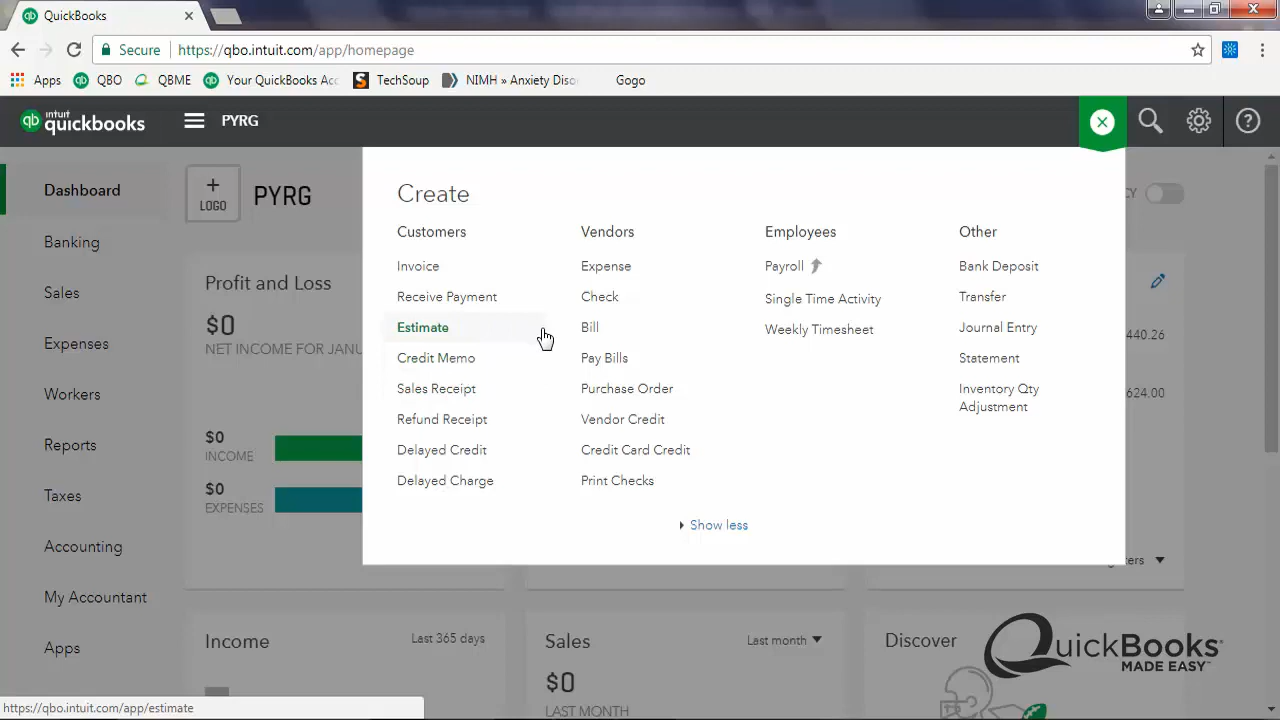 QuickBooks
Secure
https://qbo.intuit.com/app/homepage
Apps
QBO
QBME
Your QuickBooks Acc
TechSoup
NIMH » Anxiety Diso
Gogo
qb intuit quickbooks
PYRG
Dashboard
Banking
Sales
Expenses
Workers
Reports
Taxes
Accounting
My Accountant
Apps
+
LOGO
PYRG
CY
Profit and Loss
$0
NET INCOME FOR JANU
$0
INCOME
$0
EXPENSES
Create
Customers
Invoice
Receive Payment
Estimate
Credit Memo
Sales Receipt
Refund Receipt
Delayed Credit
Delayed Charge
Vendors
Expense
Check
Bill
Pay Bills
Purchase Order
Vendor Credit
Credit Card Credit
Print Checks
Employees
Payroll
Single Time Activity
Weekly Timesheet
Other
Bank Deposit
Transfer
Journal Entry
Statement
Inventory Qty
Adjustment
Show less
440.26
624.00
ters
Income
Last 365 days
Sales
Last month
$0
LAST MONTH
Discover
QuickBooks
MADE EASY™
https://qbo.intuit.com/app/estimate